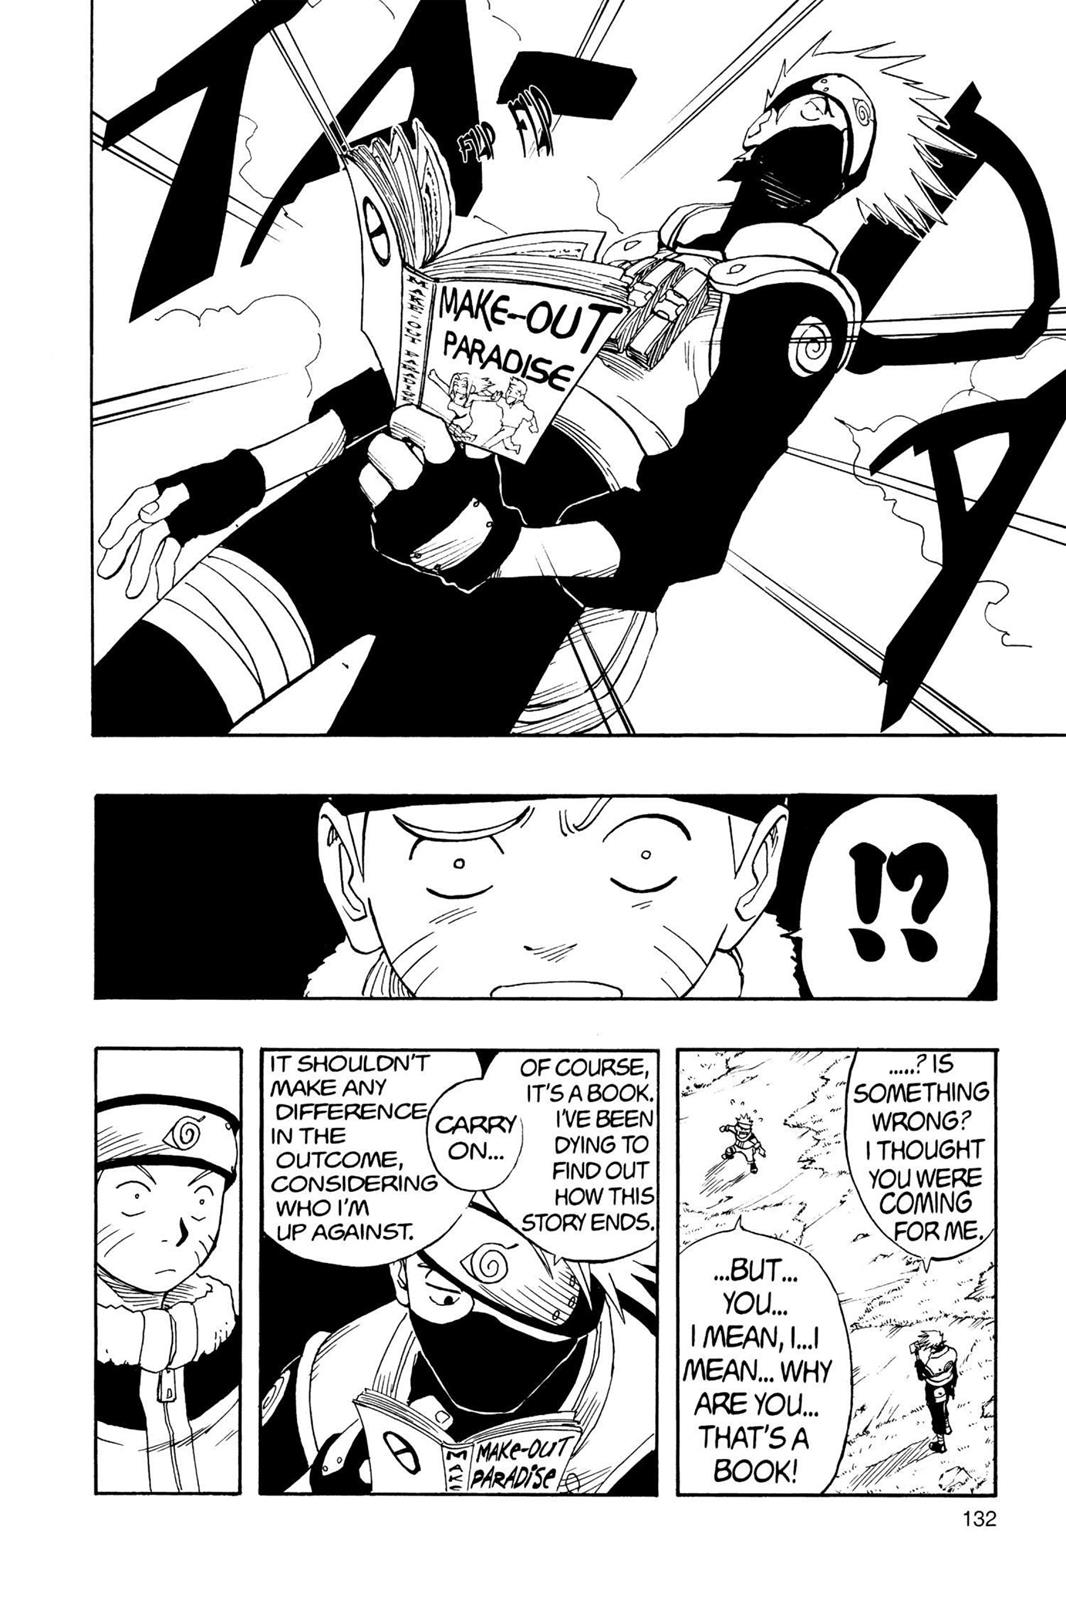 TA-DA
FLIP
FLIP
MAKE-OUT PARADISE
MAKE-OUT
PARADISE
!?
.....? IS
SOMETHING
WRONG?
I THOUGHT
YOU WERE
COMING
FOR ME.
...BUT...
YOU...
I MEAN, I...I
MEAN... WHY
ARE YOU...
THAT'S A
BOOK!
OF COURSE,
IT'S A BOOK.
I'VE BEEN
DYING TO
FIND OUT
HOW THIS
STORY ENDS.
CARRY
ON...
IT SHOULDN'T
MAKE ANY
DIFFERENCE
IN THE
OUTCOME,
CONSIDERING
WHO I'M
UP AGAINST.
MAKE
MAKE-OUT
PARADISE
132